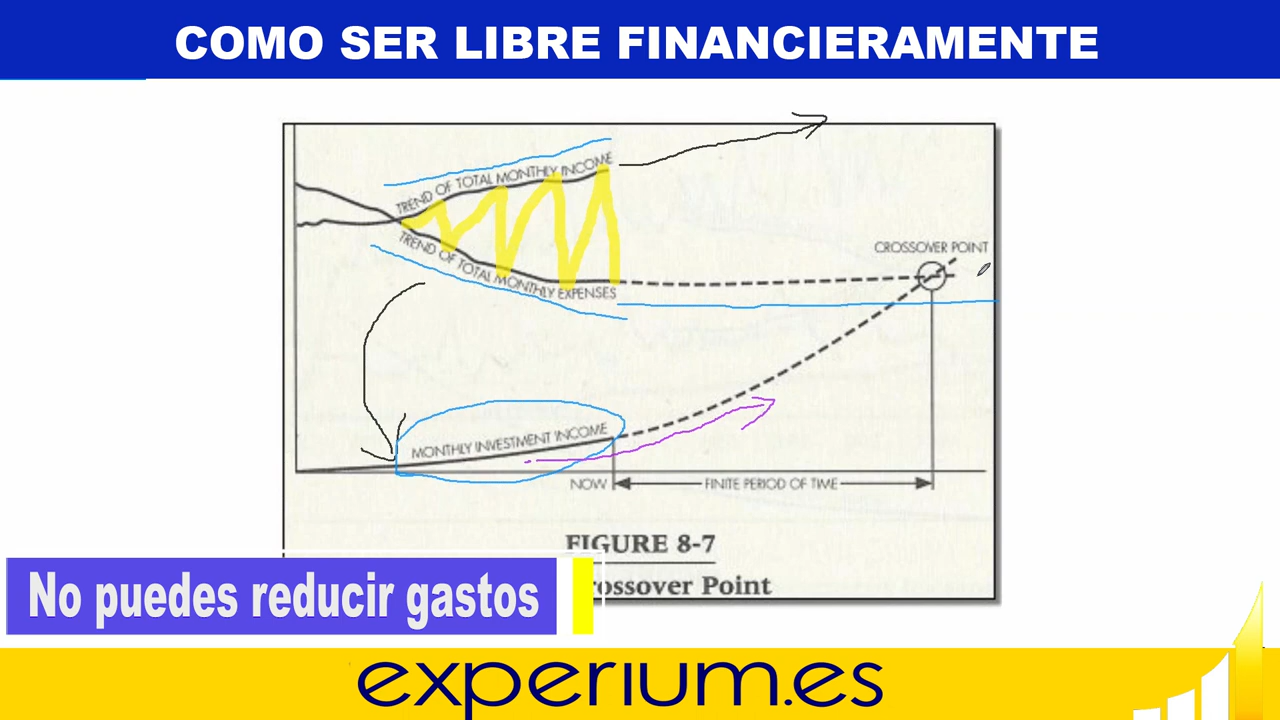 COMO SER LIBRE FINANCIERAMENTE
TREND OF TOTAL MONTHLY INCOME
CROSSOVER POINT
TREND OF TOTAL MONTHLY EXPENSES
MONTHLY INVESTMENT INCOME
NOW
FINITE PERIOD OF TIME
FIGURE 8-7
rossover Point
No puedes reducir gastos
experium.es